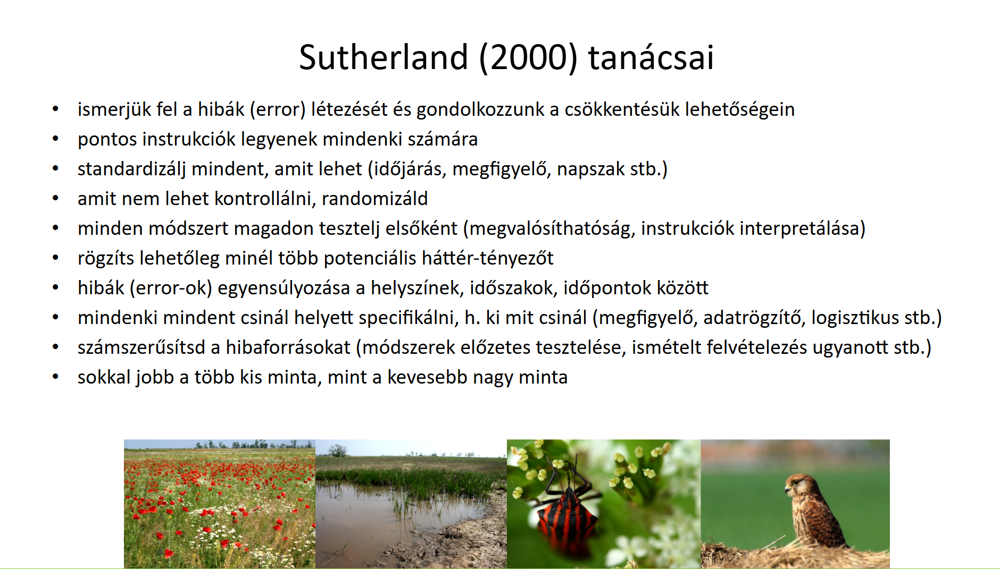 Sutherland (2000) tanácsai
• ismerjük fel a hibák (error) létezését és gondolkozzunk a csökkentésük lehetőségein
• pontos instrukciók legyenek mindenki számára
• standardizálj mindent, amit lehet (időjárás, megfigyelő, napszak stb.)
• amit nem lehet kontrollálni, randomizáld
• minden módszert magadon tesztelj elsőként (megvalósíthatóság, instrukciók interpretálása)
• rögzíts lehetőleg minél több potenciális háttér-tényezőt
• hibák (error-ok) egyensúlyozása a helyszínek, időszakok, időpontok között
• mindenki mindent csinál helyett specifikálni, h. ki mit csinál (megfigyelő, adatrögzítő, logisztikus stb.)
• számszerűsítsd a hibaforrásokat (módszerek előzetes tesztelése, ismételt felvételezés ugyanott stb.)
• sokkal jobb a több kis minta, mint a kevesebb nagy minta